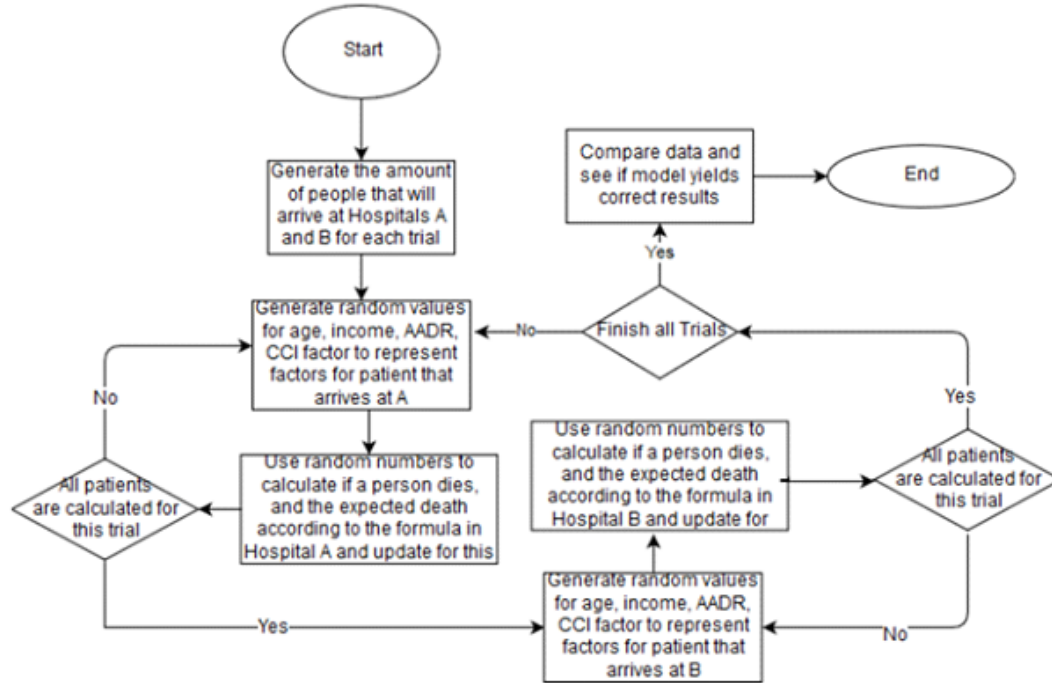 Start
Generate the amount
of people that will
arrive at Hospitals A
and B for each trial
Compare data and
see if model yields
correct results
End
Yes
Generate random values
for age, income, AADR,
CCI factor to represent
factors for patient that
arrives at A
No
Finish all Trials
No
Yes
Use random numbers to
calculate if a person dies,
and the expected death
according to the formula in
Hospital B and update for
All patients
are calculated for
this trial
Use random numbers to
calculate if a person dies,
and the expected death
according to the formula in
Hospital A and update for this
All patients
are calculated for
this trial
Generate random values
for age, income, AADR,
CCI factor to represent
factors for patient that
arrives at B
Yes
No